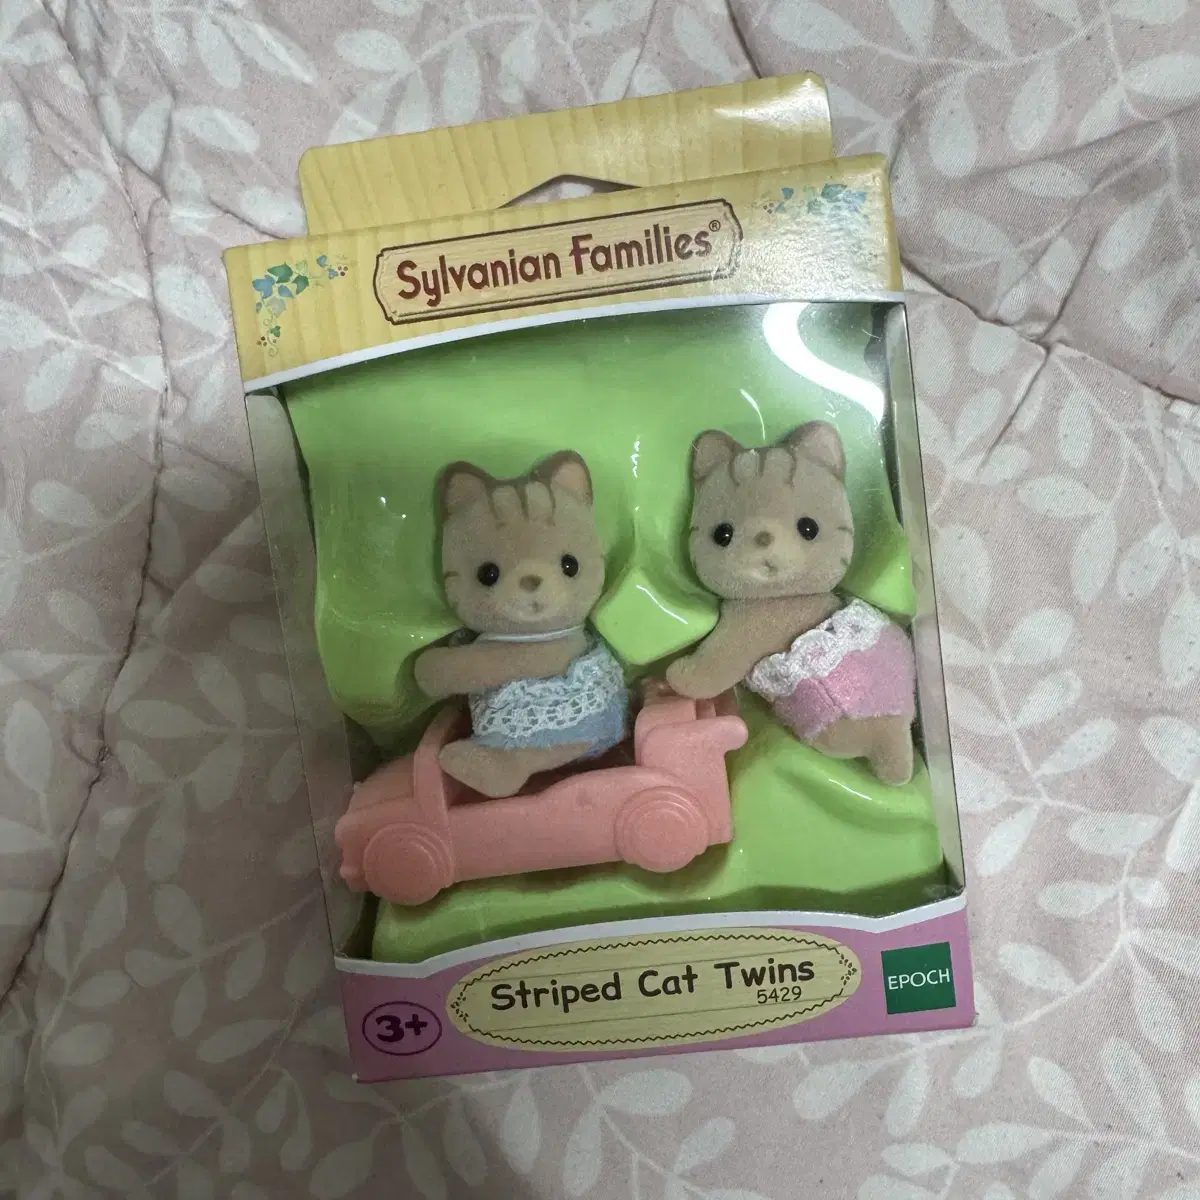 Sylvanian Families®
Striped Cat Twins
5429
3+
EPOCH